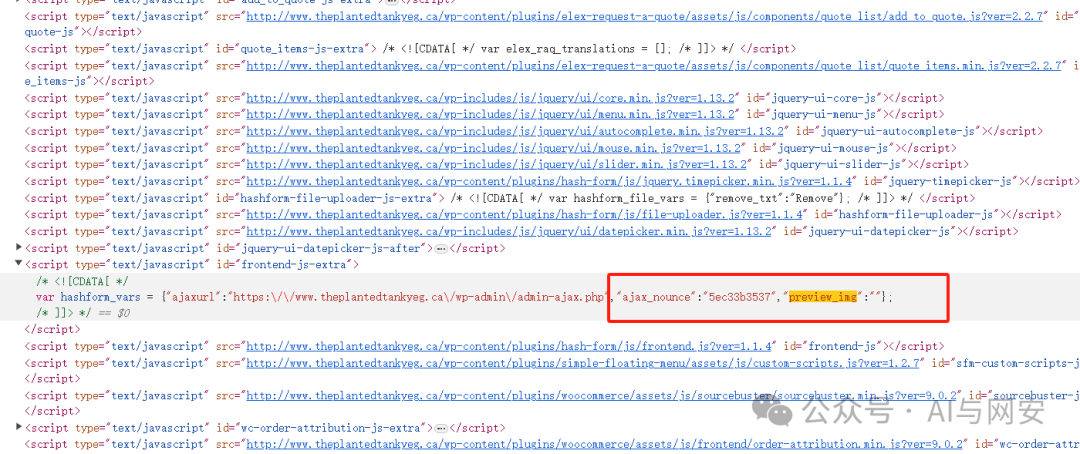 <script type="text/javascript" id="add_to_quote-js-extra"> </script>
<script type="text/javascript" src="http://www.theplantedtankyeg.ca/wp-content/plugins/elex-request-a-quote/assets/js/components/quote_list/add_to_quote.js?ver=2.2.7" id="
quote-js"></script>
<script type="text/javascript" id="quote_items-js-extra"> /* <![CDATA[ */ var elex_raq_translations = []; /* ]]> */ </script>
<script type="text/javascript" src="http://www.theplantedtankyeg.ca/wp-content/plugins/elex-request-a-quote/assets/js/components/quote_list/quote_items.min.js?ver=2.2.7" i
e_items-js"></script>
<script type="text/javascript" src="http://www.theplantedtankyeg.ca/wp-includes/js/jquery/ui/core.min.js?ver=1.13.2" id="jquery-ui-core-js"></script>
<script type="text/javascript" src="http://www.theplantedtankyeg.ca/wp-includes/js/jquery/ui/menu.min.js?ver=1.13.2" id="jquery-ui-menu-js"></script>
<script type="text/javascript" src="http://www.theplantedtankyeg.ca/wp-includes/js/jquery/ui/autocomplete.min.js?ver=1.13.2" id="jquery-ui-autocomplete-js"></script>
<script type="text/javascript" src="http://www.theplantedtankyeg.ca/wp-includes/js/jquery/ui/mouse.min.js?ver=1.13.2" id="jquery-ui-mouse-js"></script>
<script type="text/javascript" src="http://www.theplantedtankyeg.ca/wp-includes/js/jquery/ui/slider.min.js?ver=1.13.2" id="jquery-ui-slider-js"></script>
<script type="text/javascript" src="http://www.theplantedtankyeg.ca/wp-content/plugins/hash-form/js/jquery.timepicker.min.js?ver=1.1.4" id="jquery-timepicker-js"></script>
<script type="text/javascript" id="hashform-file-uploader-js-extra"> /* <![CDATA[ */ var hashform_file_vars = {"remove_txt":"Remove"}; /* ]]> */ </script>
<script type="text/javascript" src="http://www.theplantedtankyeg.ca/wp-content/plugins/hash-form/js/file-uploader.js?ver=1.1.4" id="hashform-file-uploader-js"></script>
<script type="text/javascript" src="http://www.theplantedtankyeg.ca/wp-includes/js/jquery/ui/datepicker.min.js?ver=1.13.2" id="jquery-ui-datepicker-js"></script>
<script type="text/javascript" id="jquery-ui-datepicker-js-after"> </script>
<script type="text/javascript" id="frontend-js-extra">
/* <![CDATA[ */
var hashform_vars = {"ajaxurl":"https:\/\/www.theplantedtankyeg.ca\/wp-admin\/admin-ajax.php","ajax_nounce":"5ec33b3537","preview_img":""};
/* ]]> */ == $0
</script>
<script type="text/javascript" src="http://www.theplantedtankyeg.ca/wp-content/plugins/hash-form/js/frontend.js?ver=1.1.4" id="frontend-js"></script>
<script type="text/javascript" src="http://www.theplantedtankyeg.ca/wp-content/plugins/simple-floating-menu/assets/js/custom-scripts.js?ver=1.2.7" id="sfm-custom-scripts-j
</script>
<script type="text/javascript" src="http://www.theplantedtankyeg.ca/wp-content/plugins/woocommerce/assets/js/sourcebuster/sourcebuster.min.js?ver=9.0.2" id="sourcebuster-j
</script>
公众号 · AI与网安
<script type="text/javascript" id="wc-order-attribution-js-extra"> </script>
<script type="text/javascript" src="http://www.theplantedtankyeg.ca/wp-content/plugins/woocommerce/assets/js/frontend/order-attribution.min.js?ver=9.0.2" id="wc-order-attr